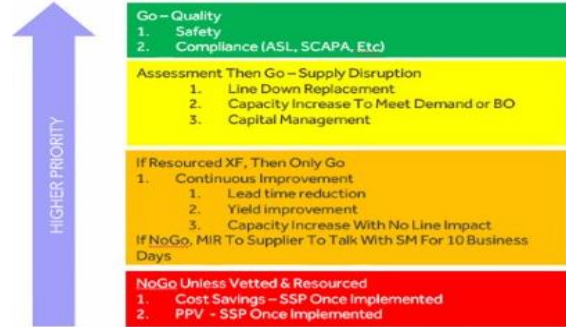 HIGHER PRIORITY
Go – Quality
1. Safety
2. Compliance (ASL, SCAPA, Etc)
Assessment Then Go – Supply Disruption
1. Line Down Replacement
2. Capacity Increase To Meet Demand or BO
3. Capital Management
If Resourced XF, Then Only Go
1. Continuous Improvement
1. Lead time reduction
2. Yield improvement
3. Capacity Increase With No Line Impact
If NoGo, MIR To Supplier To Talk With SM For 10 Business
Days
NoGo Unless Vetted & Resourced
1. Cost Savings – SSP Once Implemented
2. PPV - SSP Once Implemented